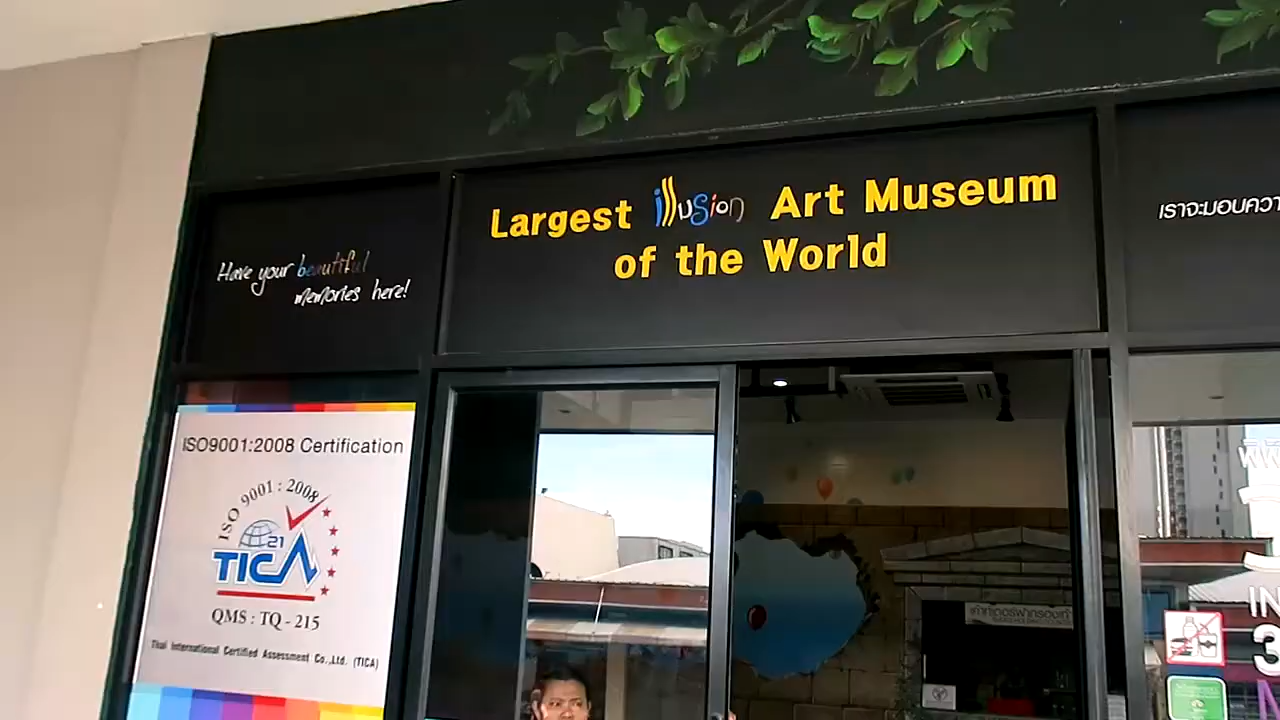 Largest illusion Art Museum
of the World
Have your beautiful
memories here!
เราจะมอบควา
ISO9001:2008 Certification
ISO 9001 : 2008
21
TICA
QMS : TQ - 215
Thai International Certified Assessment Co.,Ltd. (TICA)
IN
3